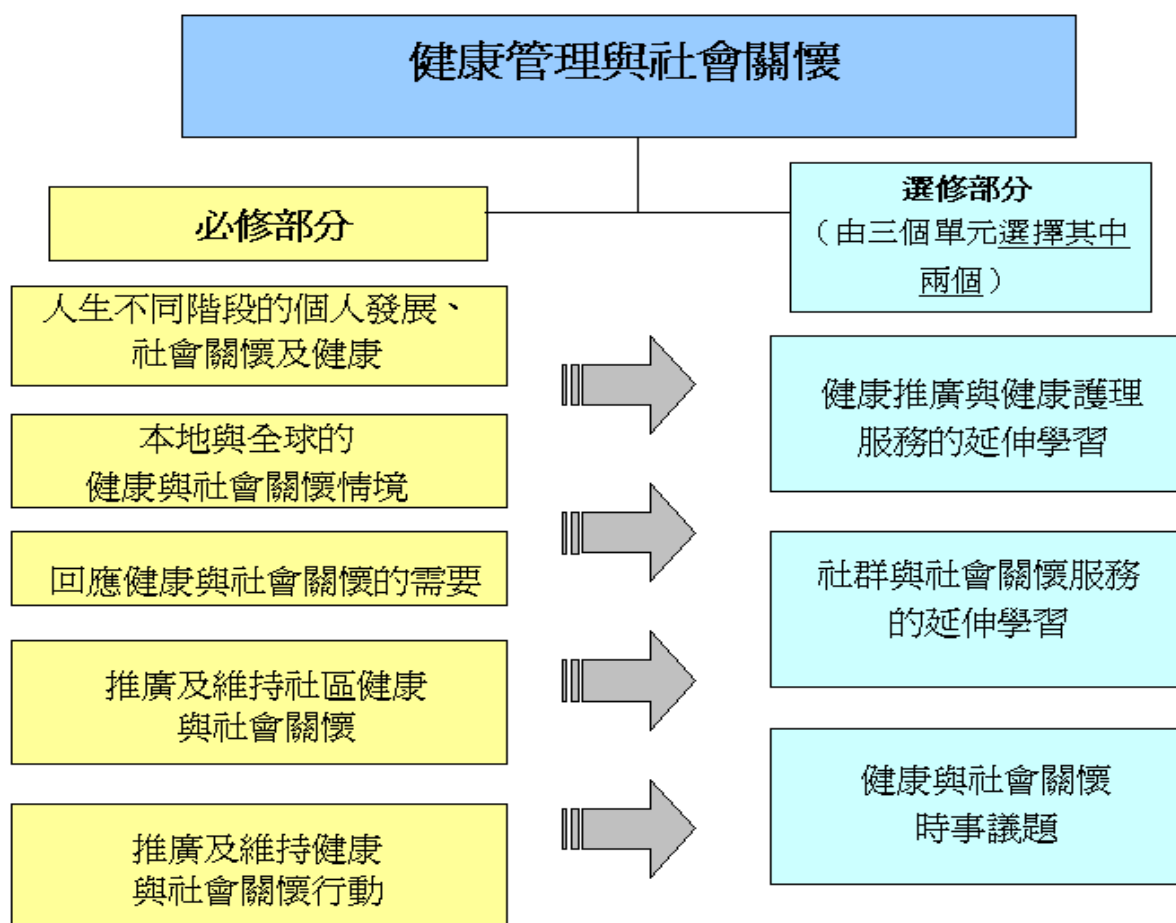 健康管理與社會關懷
必修部分
人生不同階段的個人發展、
社會關懷及健康
本地與全球的
健康與社會關懷情境
回應健康與社會關懷的需要
推廣及維持社區健康
與社會關懷
推廣及維持健康
與社會關懷行動
選修部分
（由三個單元選擇其中
兩個）
健康推廣與健康護理
服務的延伸學習
社群與社會關懷服務
的延伸學習
健康與社會關懷
時事議題